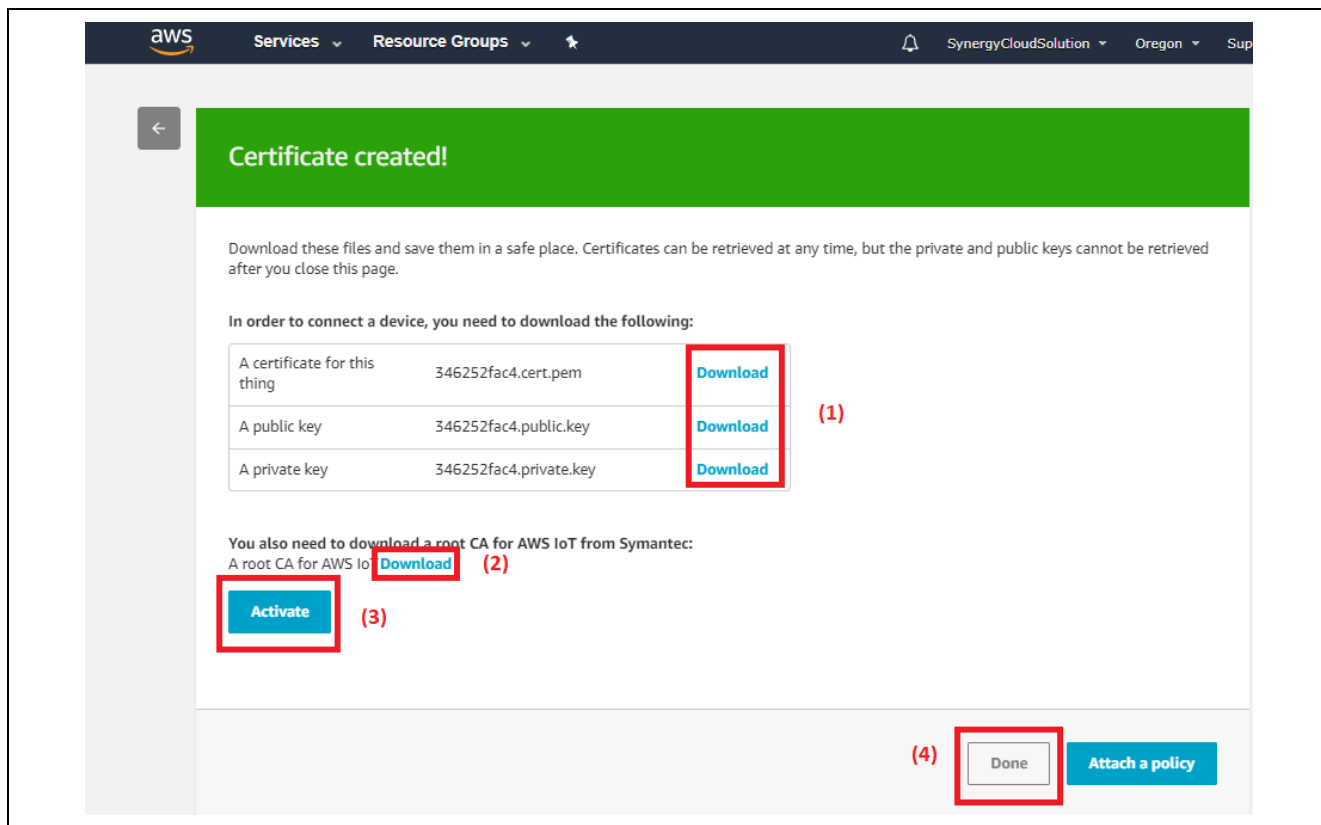 aws Services Resource Groups SynergyCloudSolution Oregon Sup
Certificate created!
Download these files and save them in a safe place. Certificates can be retrieved at any time, but the private and public keys cannot be retrieved
after you close this page.
In order to connect a device, you need to download the following:
A certificate for this
thing
346252fac4.cert.pem Download
A public key 346252fac4.public.key Download
A private key 346252fac4.private.key Download
(1)
You also need to download a root CA for AWS IoT from Symantec:
A root CA for AWS IoT Download (2)
Activate (3)
(4) Done Attach a policy